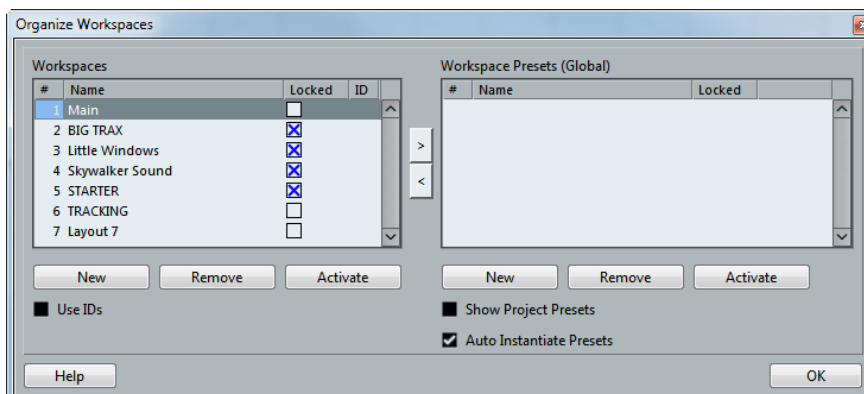 Organize Workspaces
Workspaces
# Name Locked ID
1 Main
2 BIG TRAX
3 Little Windows
4 Skywalker Sound
5 STARTER
6 TRACKING
7 Layout 7
New Remove Activate
Use IDs
>
<
Workspace Presets (Global)
# Name Locked
New Remove Activate
Show Project Presets
Auto Instantiate Presets
Help OK